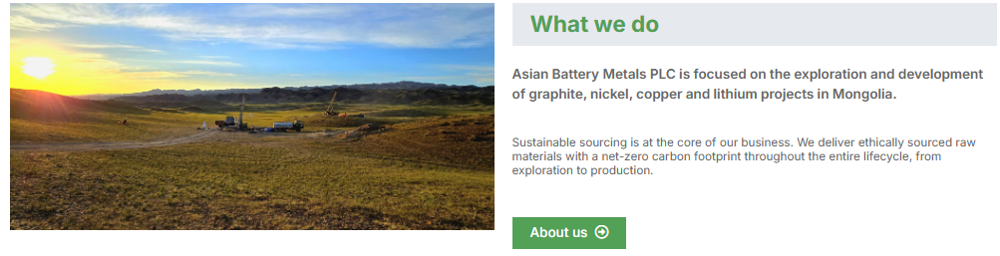 What we do
Asian Battery Metals PLC is focused on the exploration and development
of graphite, nickel, copper and lithium projects in Mongolia.
Sustainable sourcing is at the core of our business. We deliver ethically sourced raw
materials with a net-zero carbon footprint throughout the entire lifecycle, from
exploration to production.
About us